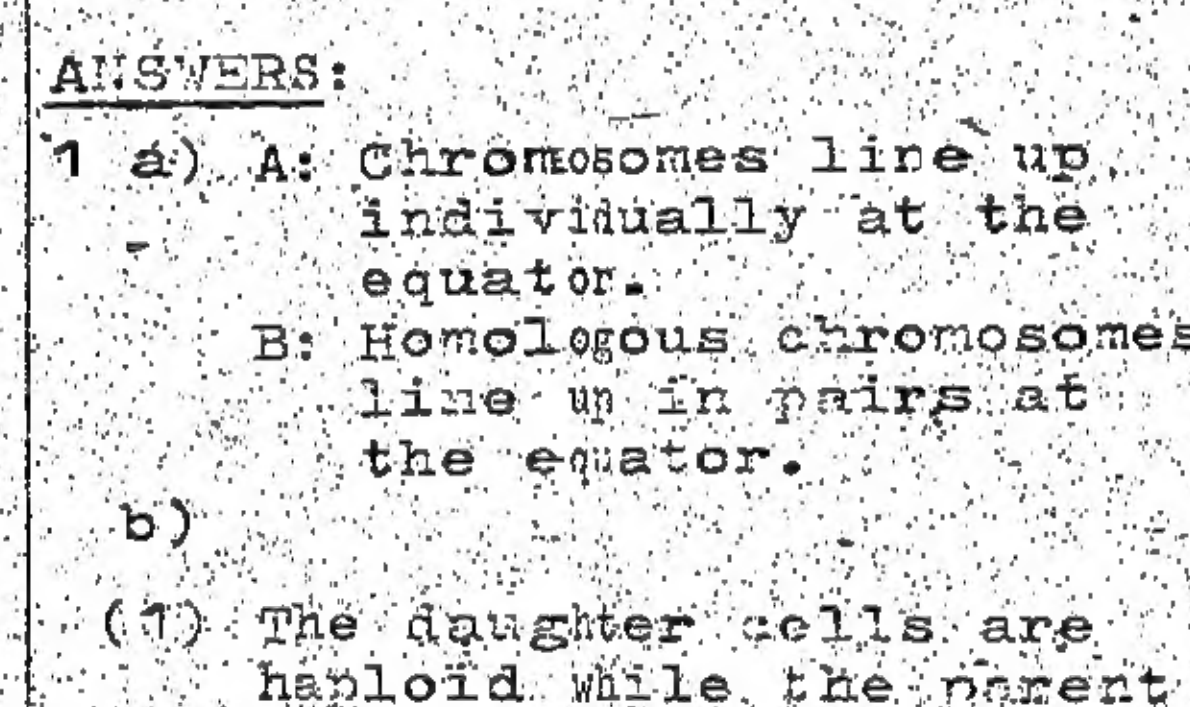 ANSWERS:
1 a) A: Chromosomes line up
individually at the
equator.
B: Homologous chromosomes
line up in pairs at
the equator.
b)
(1) The daughter cells are
haploid while the parent